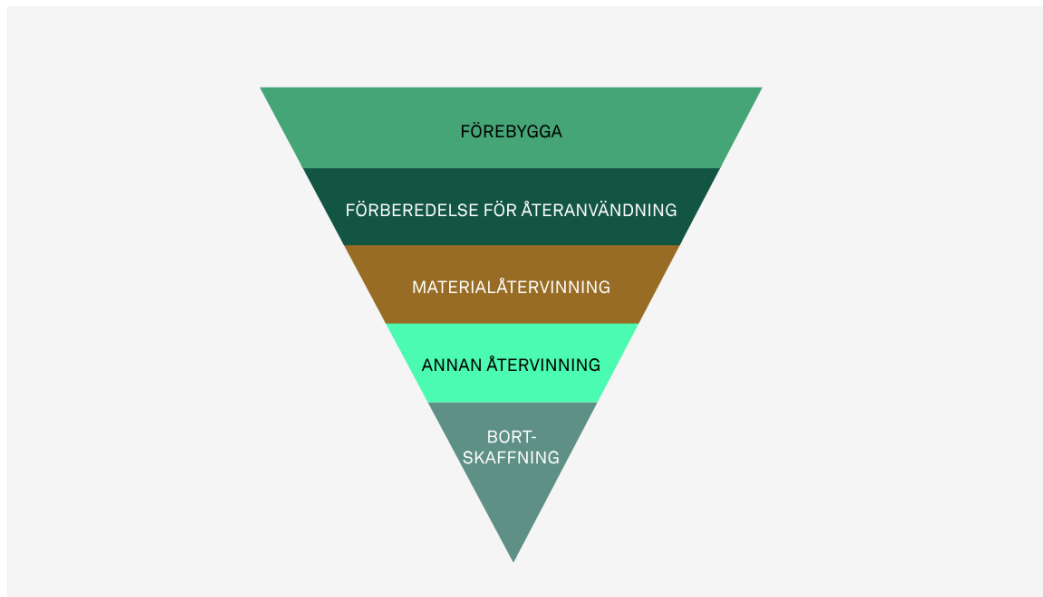 FÖREBYGGA
FÖRBEREDELSE FÖR ÅTERANVÄNDNING
MATERIALÅTERVINNING
ANNAN ÅTERVINNING
BORT-
SKAFFNING